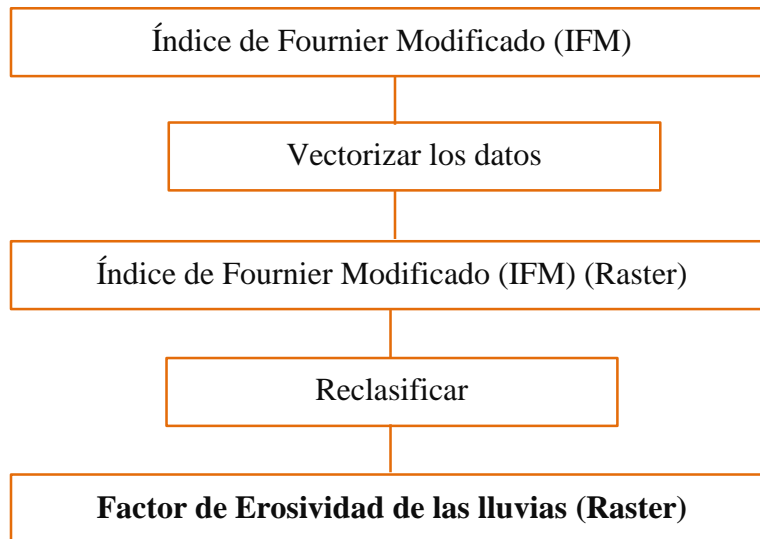 Índice de Fournier Modificado (IFM)
Vectorizar los datos
Índice de Fournier Modificado (IFM) (Raster)
Reclasificar
Factor de Erosividad de las lluvias (Raster)